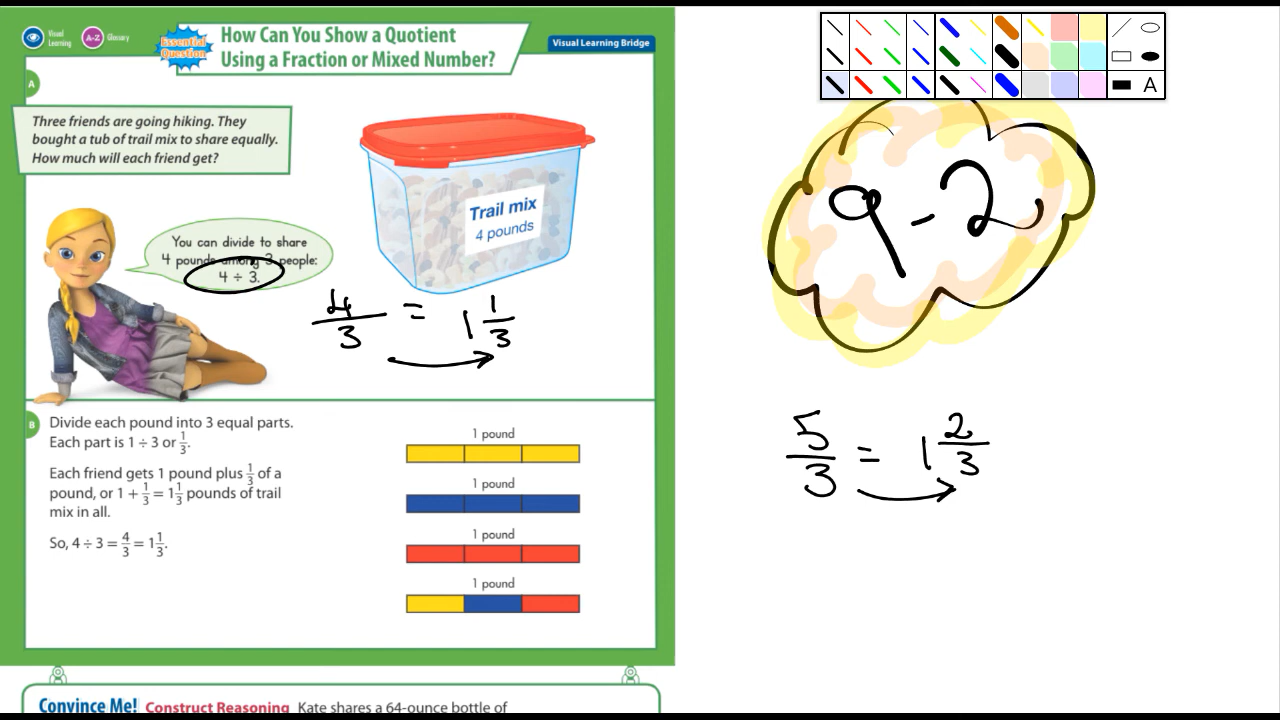 Visual
Learning
A-Z Glossary
Essential
Question
How Can You Show a Quotient
Using a Fraction or Mixed Number?
Visual Learning Bridge
A
Three friends are going hiking. They
bought a tub of trail mix to share equally.
How much will each friend get?
Trail mix
4 pounds
You can divide to share
4 pounds among 3 people:
4 ÷ 3.
4/3 = 1 1/3
B
Divide each pound into 3 equal parts.
Each part is 1 ÷ 3 or 1/3.
Each friend gets 1 pound plus 1/3 of a
pound, or 1 + 1/3 = 1 1/3 pounds of trail
mix in all.
So, 4 ÷ 3 = 4/3 = 1 1/3.
1 pound
1 pound
1 pound
1 pound
Convince Me! Construct Reasoning Kate shares a 64-ounce bottle of
A
9-2
5/3 = 1 2/3